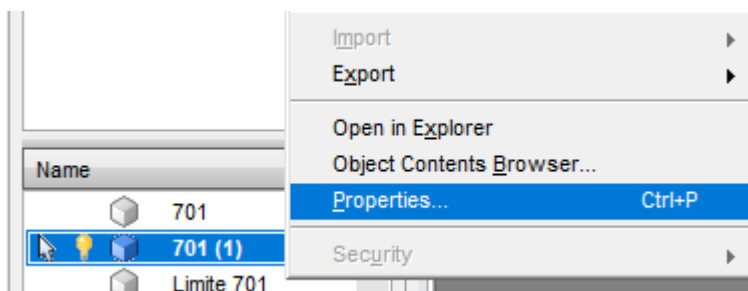 Import
Export
Open in Explorer
Object Contents Browser...
Properties... Ctrl+P
Security
Name
701
701 (1)
Limite 701